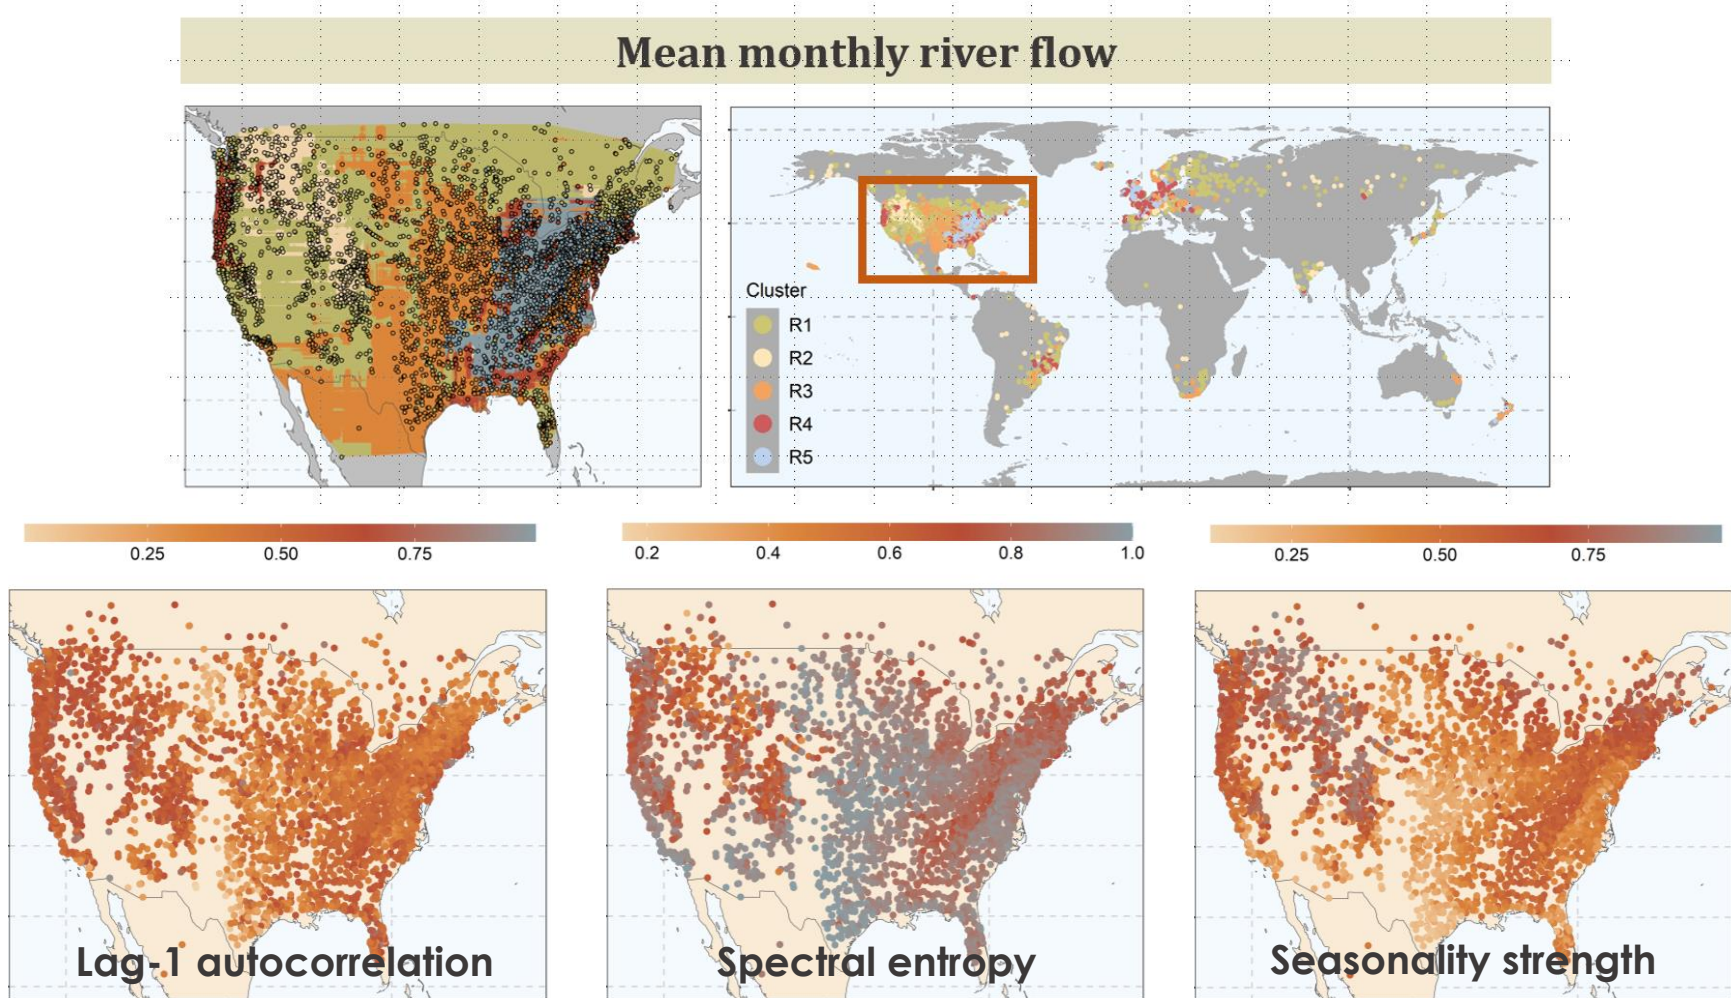 Mean monthly river flow
Cluster
R1
R2
R3
R4
R5
0.25 0.50 0.75
0.2 0.4 0.6 0.8 1.0
0.25 0.50 0.75
Lag-1 autocorrelation
Spectral entropy
Seasonality strength